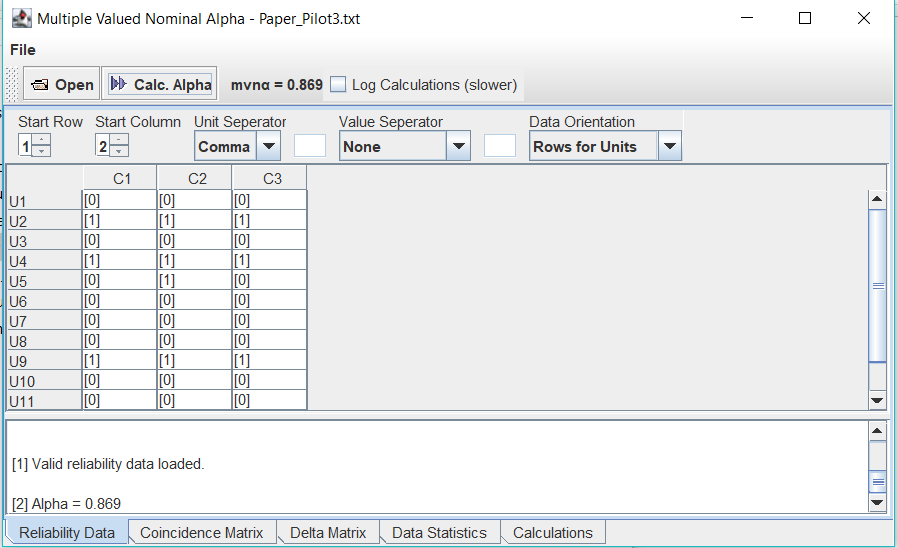 Multiple Valued Nominal Alpha - Paper_Pilot3.txt
File
Open Calc. Alpha mvnα = 0.869 Log Calculations (slower)
Start Row Start Column Unit Seperator Value Seperator Data Orientation
1 2 Comma None Rows for Units
C1 C2 C3
U1 [0] [0] [0]
U2 [1] [1] [1]
U3 [0] [0] [0]
U4 [1] [1] [1]
U5 [0] [1] [0]
U6 [0] [0] [0]
U7 [0] [0] [0]
U8 [0] [0] [0]
U9 [1] [1] [1]
U10 [0] [0] [0]
U11 [0] [0] [0]
[1] Valid reliability data loaded.
[2] Alpha = 0.869
Reliability Data Coincidence Matrix Delta Matrix Data Statistics Calculations